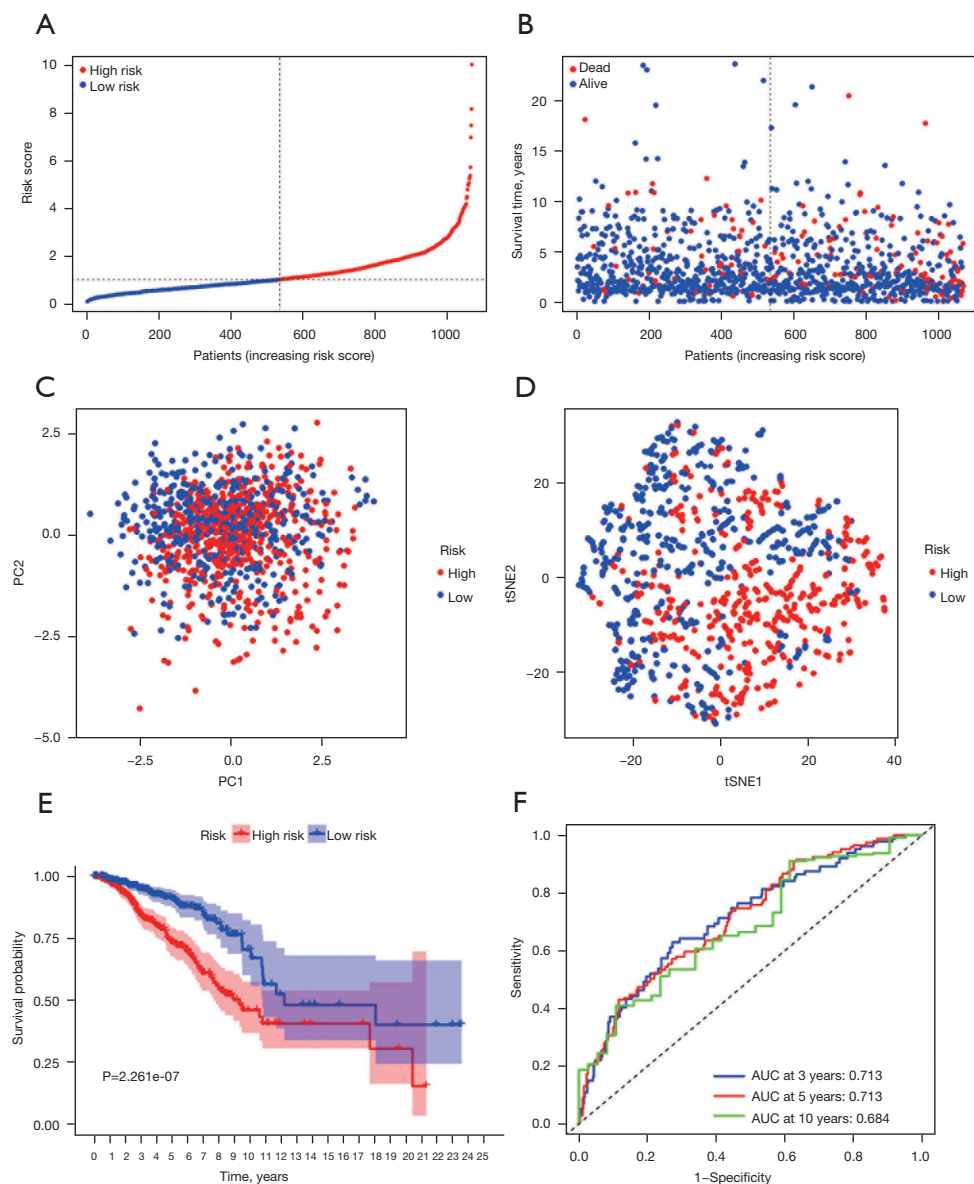 A
High risk
Low risk
Risk score
10
8
6
4
2
0
0 200 400 600 800 1000
Patients (increasing risk score)
B
Dead
Alive
Survival time, years
20
15
10
5
0
0 200 400 600 800 1000
Patients (increasing risk score)
C
PC2
2.5
0.0
−2.5
−5.0
−2.5 0.0 2.5
PC1
Risk
High
Low
D
tSNE2
20
0
−20
−20 0 20 40
tSNE1
Risk
High
Low
E
Risk High risk Low risk
Survival probability
1.00
0.75
0.50
0.25
0.00
P=2.261e-07
0 1 2 3 4 5 6 7 8 9 10 11 12 13 14 15 16 17 18 19 20 21 22 23 24 25
Time, years
F
Sensitivity
1.0
0.8
0.6
0.4
0.2
0.0
AUC at 3 years: 0.713
AUC at 5 years: 0.713
AUC at 10 years: 0.684
0.0 0.2 0.4 0.6 0.8 1.0
1−Specificity